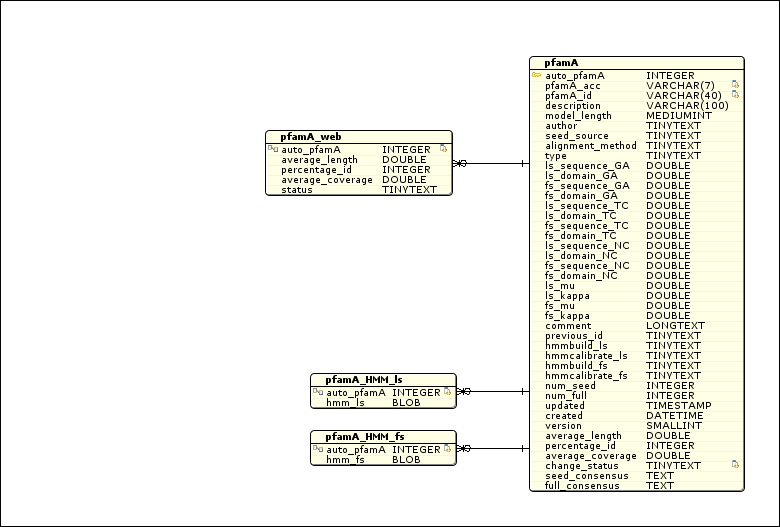 pfamA_web
auto_pfamA INTEGER
average_length DOUBLE
percentage_id INTEGER
average_coverage DOUBLE
status TINYTEXT
pfamA_HMM_ls
auto_pfamA INTEGER
hmm_ls BLOB
pfamA_HMM_fs
auto_pfamA INTEGER
hmm_fs BLOB
pfamA
auto_pfamA INTEGER
pfamA_acc VARCHAR(7)
pfamA_id VARCHAR(40)
description VARCHAR(100)
model_length MEDIUMINT
author TINYTEXT
seed_source TINYTEXT
alignment_method TINYTEXT
type TINYTEXT
ls_sequence_GA DOUBLE
ls_domain_GA DOUBLE
fs_sequence_GA DOUBLE
fs_domain_GA DOUBLE
ls_sequence_TC DOUBLE
ls_domain_TC DOUBLE
fs_sequence_TC DOUBLE
fs_domain_TC DOUBLE
ls_sequence_NC DOUBLE
ls_domain_NC DOUBLE
fs_sequence_NC DOUBLE
fs_domain_NC DOUBLE
ls_mu DOUBLE
ls_kappa DOUBLE
fs_mu DOUBLE
fs_kappa DOUBLE
comment LONGTEXT
previous_id TINYTEXT
hmmbuild_ls TINYTEXT
hmmcalibrate_ls TINYTEXT
hmmbuild_fs TINYTEXT
hmmcalibrate_fs TINYTEXT
num_seed INTEGER
num_full INTEGER
updated TIMESTAMP
created DATETIME
version SMALLINT
average_length DOUBLE
percentage_id INTEGER
average_coverage DOUBLE
change_status TINYTEXT
seed_consensus TEXT
full_consensus TEXT